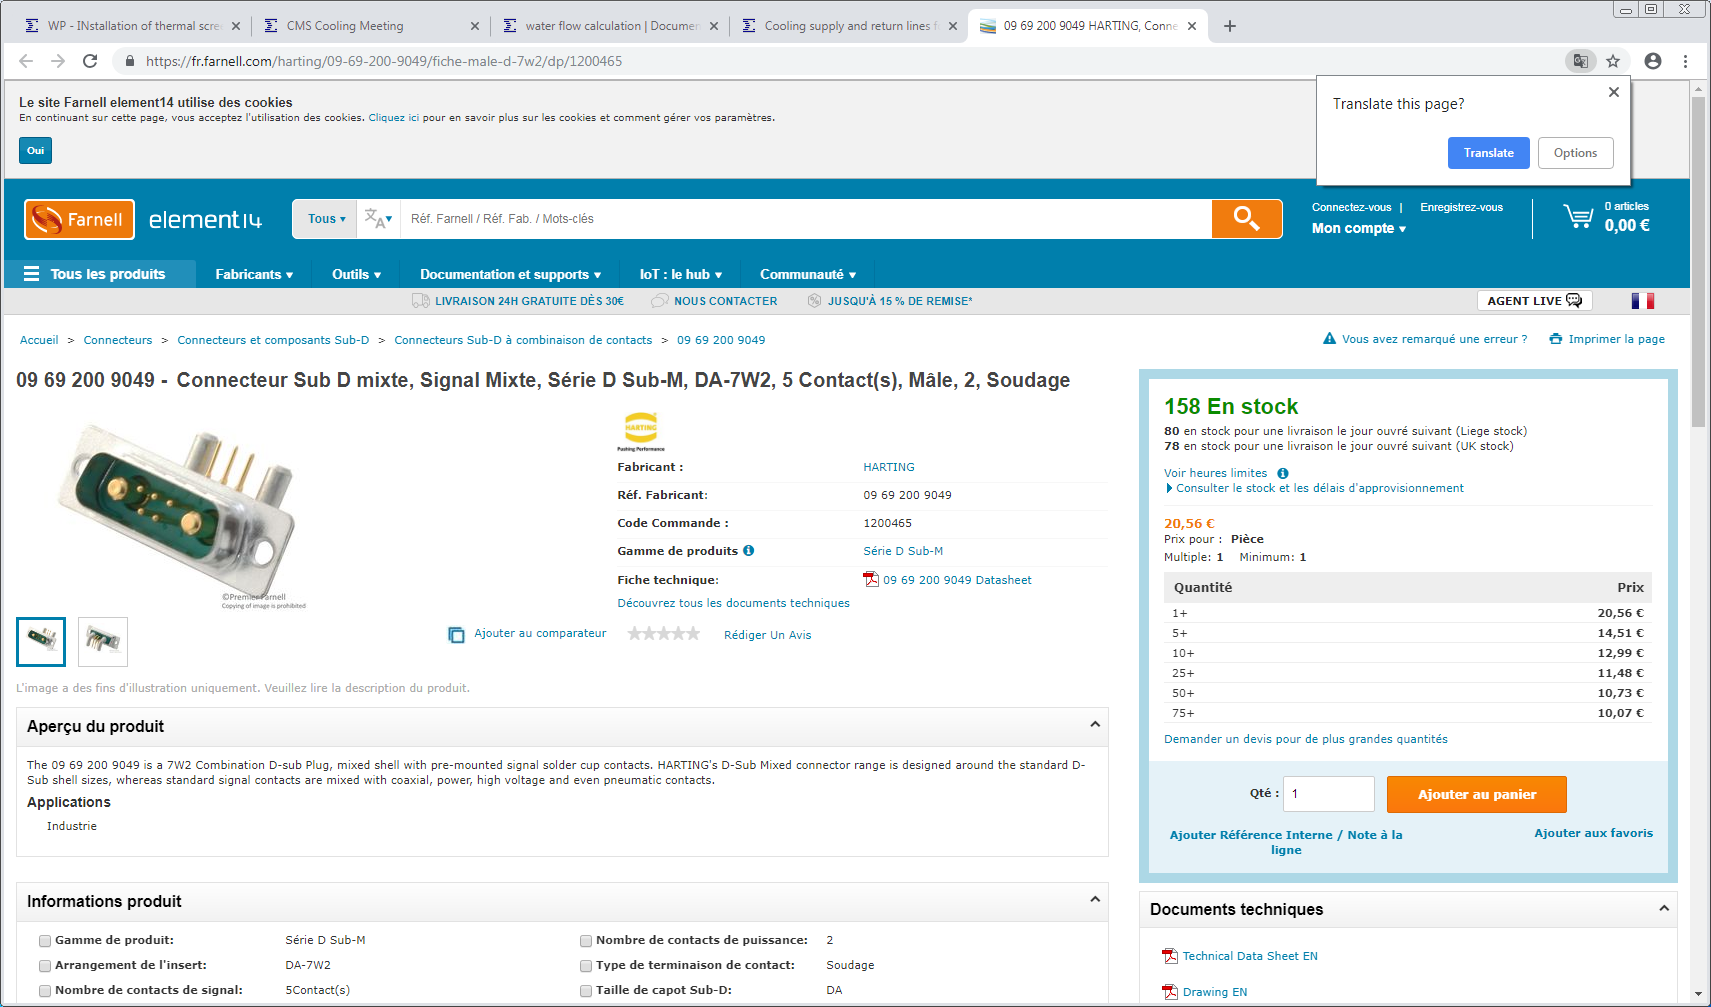 WP - INstallation of thermal scre
CMS Cooling Meeting
water flow calculation | Documen
Cooling supply and return lines f
09 69 200 9049 HARTING, Conne
https://fr.farnell.com/harting/09-69-200-9049/fiche-male-d-7w2/dp/1200465
Translate this page?
Translate
Options
Le site Farnell element14 utilise des cookies
En continuant sur cette page, vous acceptez l'utilisation des cookies. Cliquez ici pour en savoir plus sur les cookies et comment gérer vos paramètres.
Oui
Farnell
element14
Tous
Réf. Farnell / Réf. Fab. / Mots-clés
Connectez-vous | Enregistrez-vous
Mon compte
0 articles
0,00 €
Tous les produits
Fabricants
Outils
Documentation et supports
IoT : le hub
Communauté
LIVRAISON 24H GRATUITE DÈS 30€
NOUS CONTACTER
JUSQU'À 15 % DE REMISE*
AGENT LIVE
Accueil > Connecteurs > Connecteurs et composants Sub-D > Connecteurs Sub-D à combinaison de contacts > 09 69 200 9049
Vous avez remarqué une erreur ?
Imprimer la page
09 69 200 9049 - Connecteur Sub D mixte, Signal Mixte, Série D Sub-M, DA-7W2, 5 Contact(s), Mâle, 2, Soudage
©Premier Farnell
Copying of image is prohibited
HARTING
Pushing Performance
Fabricant : HARTING
Réf. Fabricant: 09 69 200 9049
Code Commande : 1200465
Gamme de produits Série D Sub-M
Fiche technique: 09 69 200 9049 Datasheet
Découvrez tous les documents techniques
Ajouter au comparateur
Rédiger Un Avis
L'image a des fins d'illustration uniquement. Veuillez lire la description du produit.
158 En stock
80 en stock pour une livraison le jour ouvré suivant (Liege stock)
78 en stock pour une livraison le jour ouvré suivant (UK stock)
Voir heures limites
Consulter le stock et les délais d'approvisionnement
20,56 €
Prix pour : Pièce
Multiple: 1 Minimum: 1
Quantité Prix
1+ 20,56 €
5+ 14,51 €
10+ 12,99 €
25+ 11,48 €
50+ 10,73 €
75+ 10,07 €
Demander un devis pour de plus grandes quantités
Qté : 1
Ajouter au panier
Ajouter Référence Interne / Note à la
ligne
Ajouter aux favoris
Aperçu du produit
The 09 69 200 9049 is a 7W2 Combination D-sub Plug, mixed shell with pre-mounted signal solder cup contacts. HARTING's D-Sub Mixed connector range is designed around the standard D-
Sub shell sizes, whereas standard signal contacts are mixed with coaxial, power, high voltage and even pneumatic contacts.
Applications
Industrie
Informations produit
Gamme de produit: Série D Sub-M
Nombre de contacts de puissance: 2
Arrangement de l'insert: DA-7W2
Type de terminaison de contact: Soudage
Nombre de contacts de signal: 5Contact(s)
Taille de capot Sub-D: DA
Documents techniques
Technical Data Sheet EN
Drawing EN